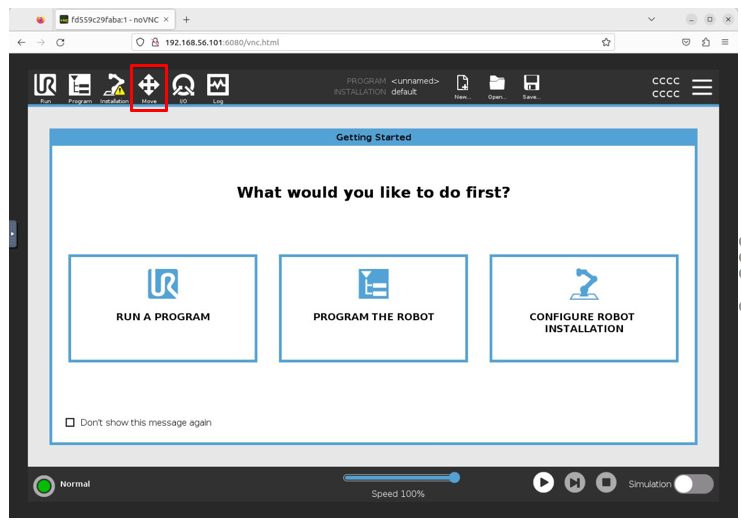 fd559c29faba:1 - noVNC
192.168.56.101:6080/vnc.html
Run
Program
Installation
Move
I/O
Log
PROGRAM <unnamed>
INSTALLATION default
New...
Open...
Save...
CCCC
CCCC
Getting Started
What would you like to do first?
RUN A PROGRAM
PROGRAM THE ROBOT
CONFIGURE ROBOT
INSTALLATION
Don't show this message again
Normal
Speed 100%
Simulation